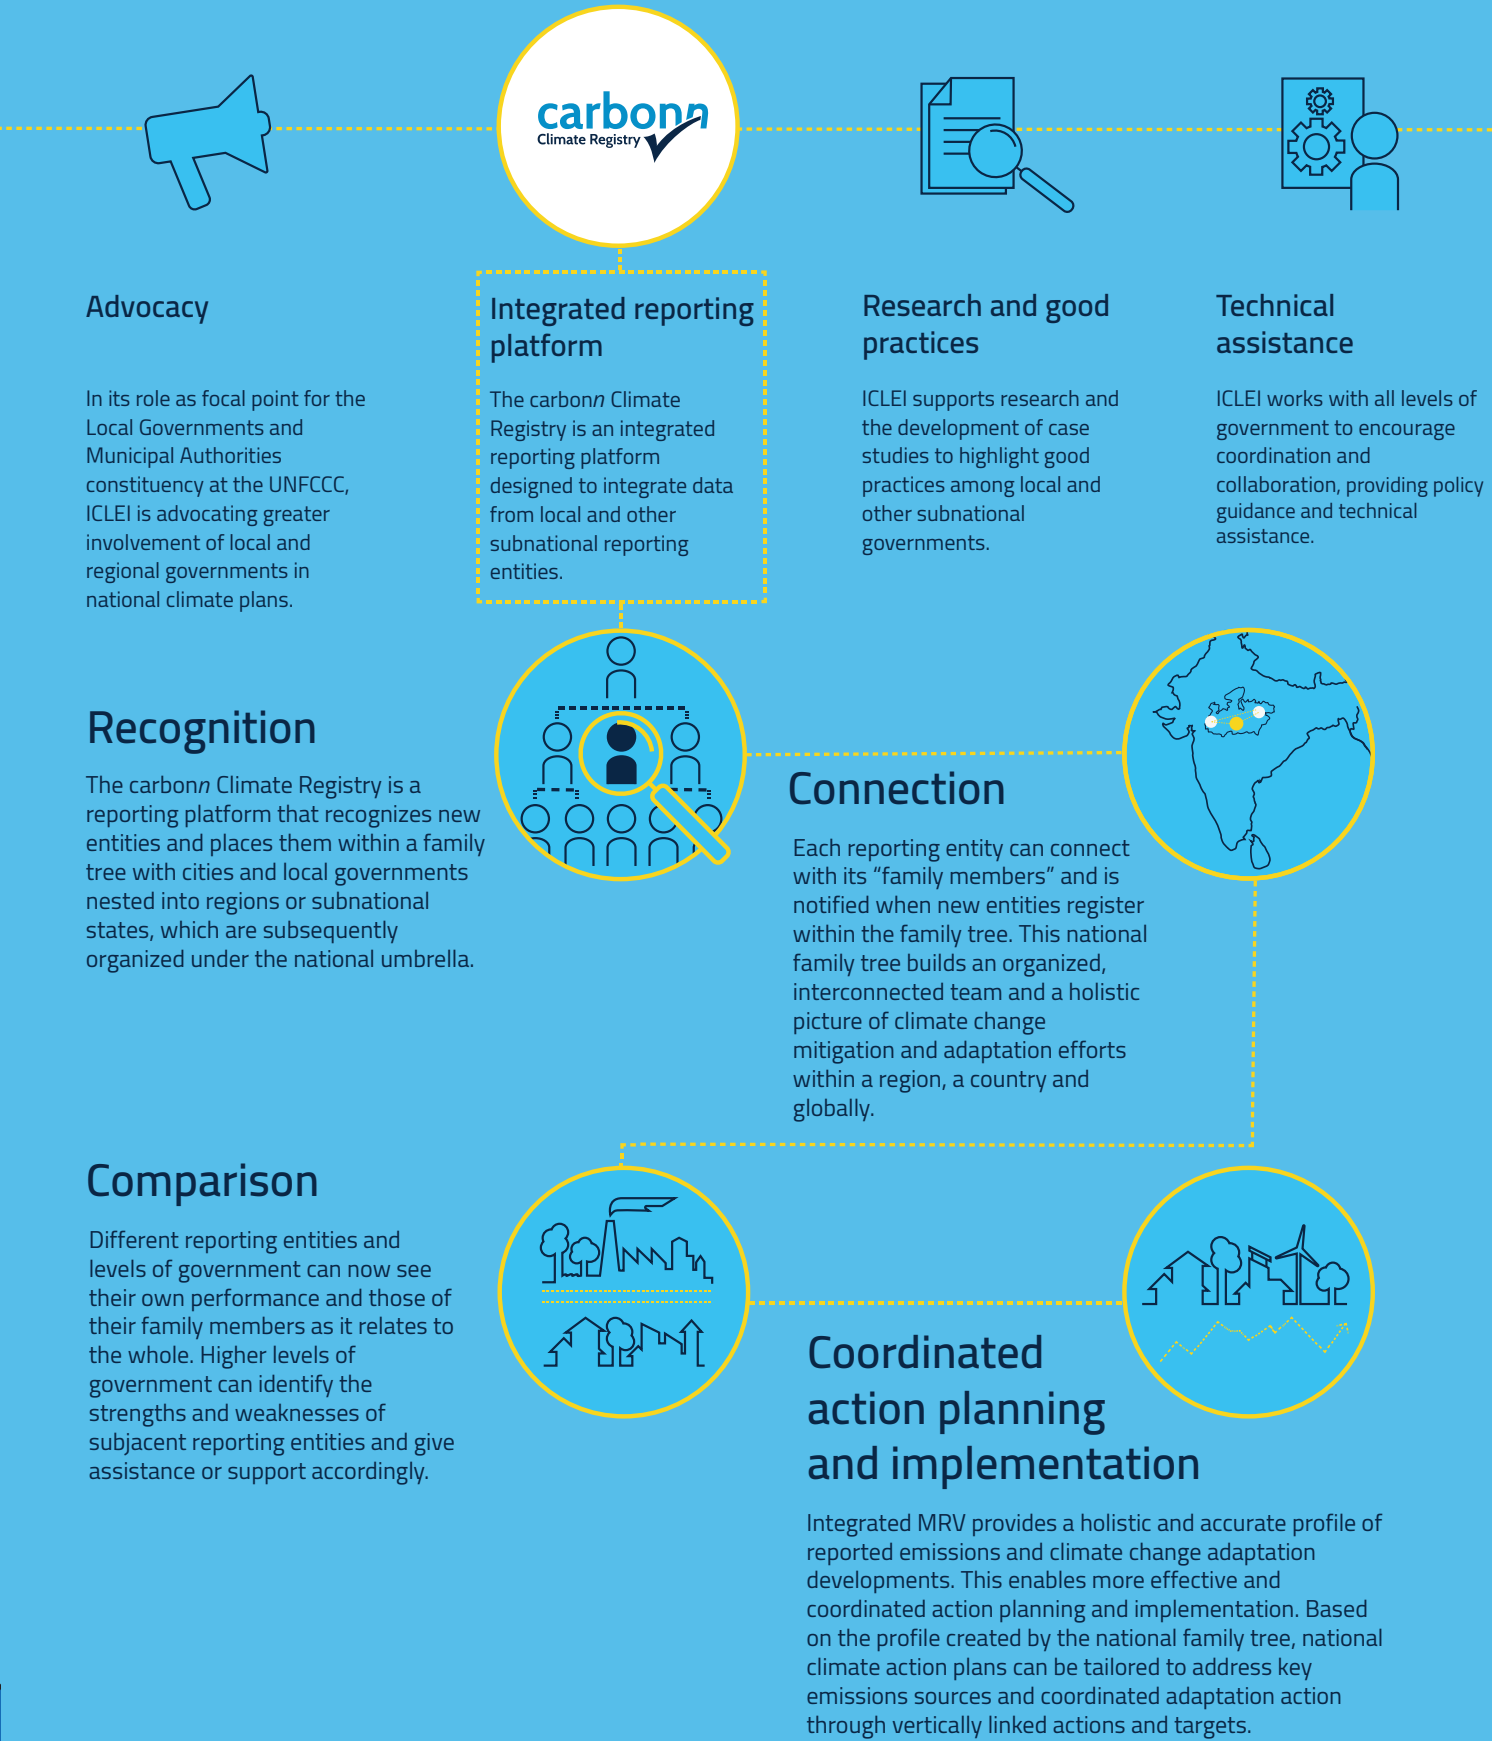 carbonn
Climate Registry
Advocacy
In its role as focal point for the
Local Governments and
Municipal Authorities
constituency at the UNFCCC,
ICLEI is advocating greater
involvement of local and
regional governments in
national climate plans.
Integrated reporting
platform
The carbonn Climate
Registry is an integrated
reporting platform
designed to integrate data
from local and other
subnational reporting
entities.
Research and good
practices
ICLEI supports research and
the development of case
studies to highlight good
practices among local and
other subnational
governments.
Technical
assistance
ICLEI works with all levels of
government to encourage
coordination and
collaboration, providing policy
guidance and technical
assistance.
Recognition
The carbonn Climate Registry is a
reporting platform that recognizes new
entities and places them within a family
tree with cities and local governments
nested into regions or subnational
states, which are subsequently
organized under the national umbrella.
Connection
Each reporting entity can connect
with its “family members” and is
notified when new entities register
within the family tree. This national
family tree builds an organized,
interconnected team and a holistic
picture of climate change
mitigation and adaptation efforts
within a region, a country and
globally.
Comparison
Different reporting entities and
levels of government can now see
their own performance and those of
their family members as it relates to
the whole. Higher levels of
government can identify the
strengths and weaknesses of
subjacent reporting entities and give
assistance or support accordingly.
Coordinated
action planning
and implementation
Integrated MRV provides a holistic and accurate profile of
reported emissions and climate change adaptation
developments. This enables more effective and
coordinated action planning and implementation. Based
on the profile created by the national family tree, national
climate action plans can be tailored to address key
emissions sources and coordinated adaptation action
through vertically linked actions and targets.